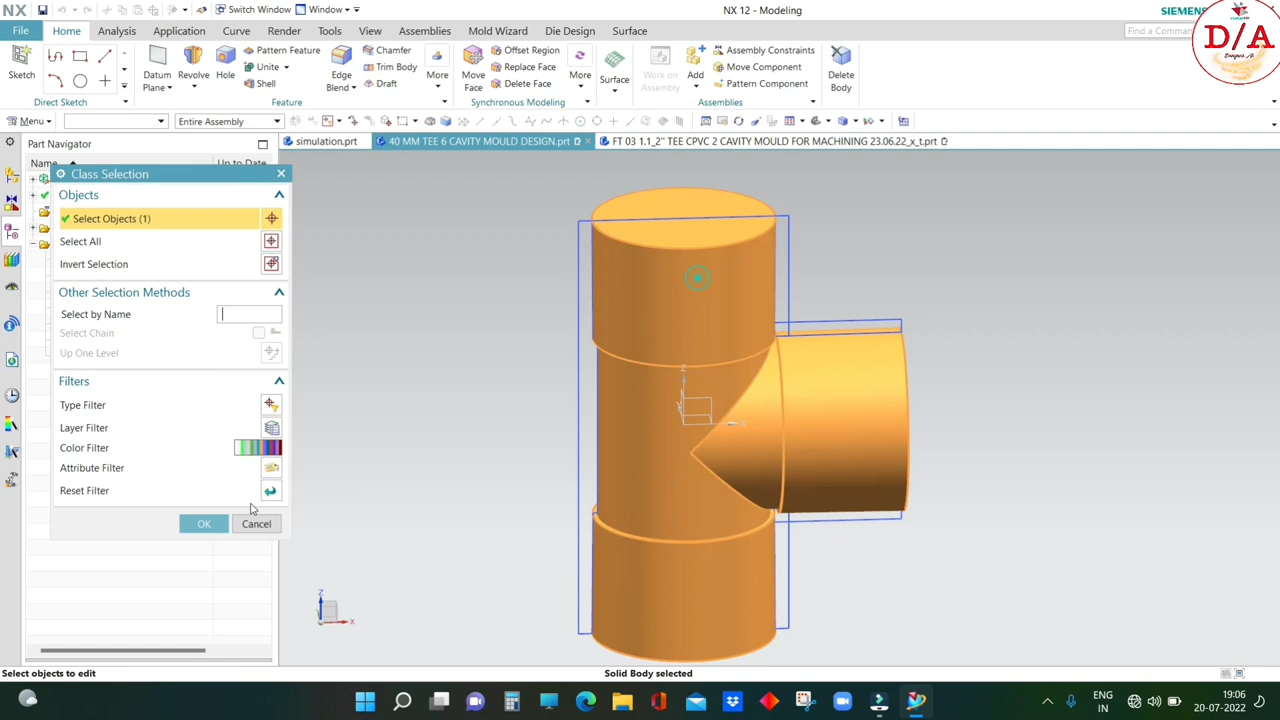 NX Switch Window Window NX 12 - Modeling SIEMENS
File Home Analysis Application Curve Render Tools View Assemblies Mold Wizard Die Design Surface Find a Comma
D/A
Sketch Datum Plane Revolve Hole Pattern Feature Unite Shell Edge Blend Chamfer Trim Body Draft More Move Face Offset Region Replace Face Delete Face More Surface Work on Assembly Add Assembly Constraints Move Component Pattern Component Delete Body
Direct Sketch Feature Synchronous Modeling Assemblies
Menu Entire Assembly
Part Navigator simulation.prt 40 MM TEE 6 CAVITY MOULD DESIGN.prt FT 03 1.1_2'' TEE CPVC 2 CAVITY MOULD FOR MACHINING 23.06.22_x_t.prt
Name Up to Date
Class Selection
Objects
Select Objects (1)
Select All
Invert Selection
Other Selection Methods
Select by Name
Select Chain
Up One Level
Filters
Type Filter
Layer Filter
Color Filter
Attribute Filter
Reset Filter
OK Cancel
Z
X
Y
Z
X
Select objects to edit Solid Body selected
ENG IN 19:06 20-07-2022